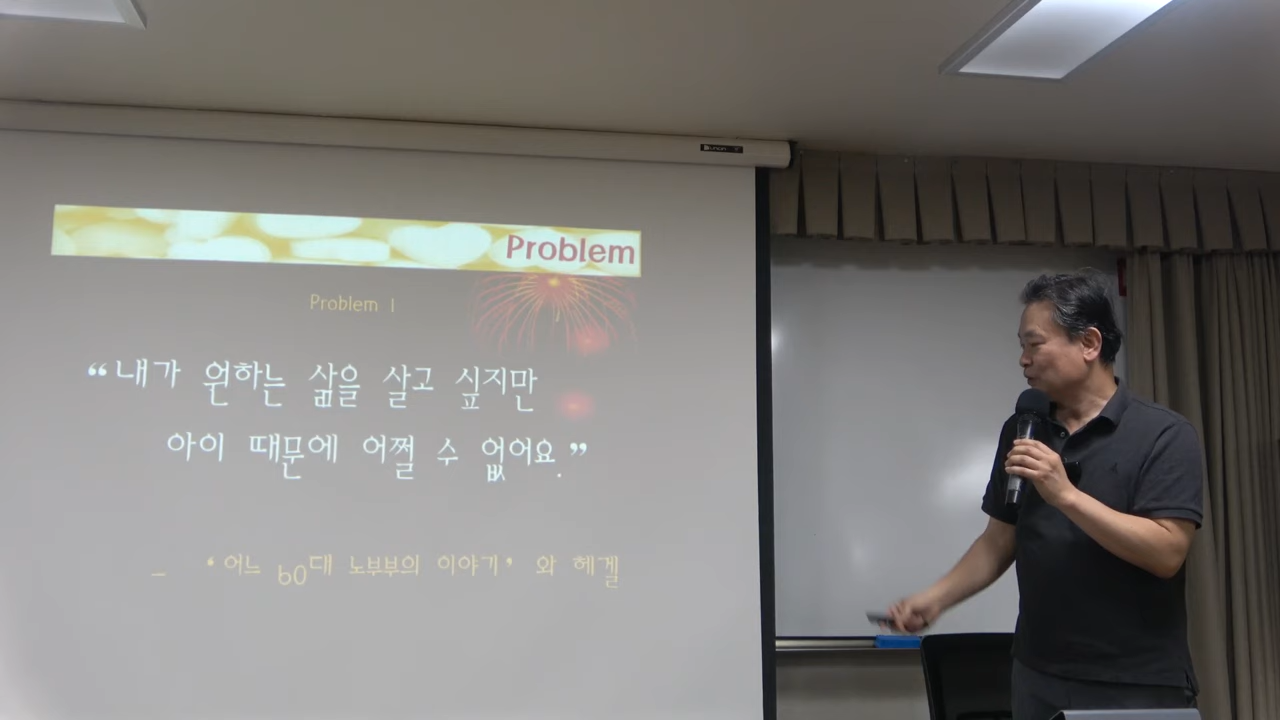 Problem
Problem 1
“내가 원하는 삶을 살고 싶지만
아이 때문에 어쩔 수 없어요.”
- ‘어느 60대 노부부의 이야기’ 와 헤겔